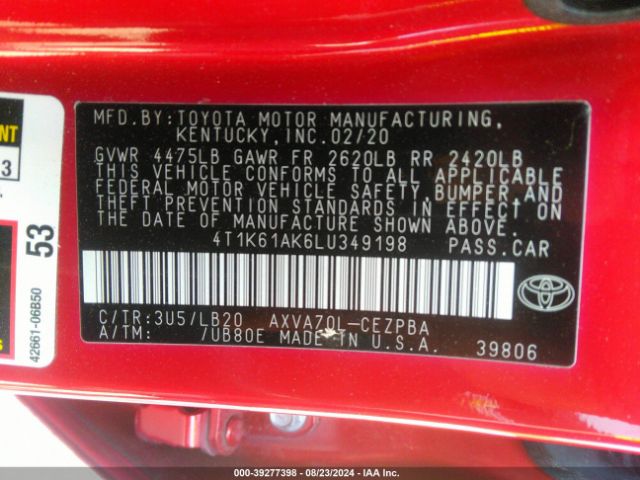 MFD.BY:TOYOTA MOTOR MANUFACTURING,
KENTUCKY,INC.02/20
GVWR 4475LB GAWR FR 2620LB RR 2420LB
THIS VEHICLE CONFORMS TO ALL APPLICABLE
FEDERAL MOTOR VEHICLE SAFETY, BUMPER, AND
THEFT PREVENTION STANDARDS IN EFFECT ON
THE DATE OF MANUFACTURE SHOWN ABOVE.
4T1K61AK6LU349198 PASS.CAR
C/TR:3U5/LB20 AXVA70L-CEZPBA
A/TM: /UB80E MADE IN U.S.A.
39806
TOYOTA
53
42661-06B50
3
000-39277398 - 08/23/2024 - IAA Inc.